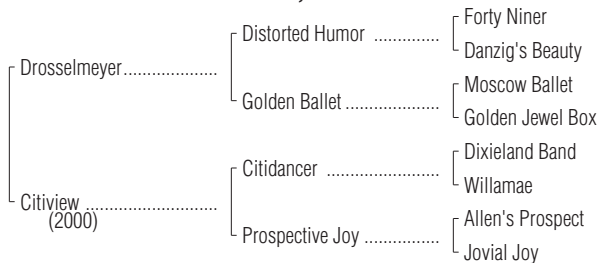 Forty Niner
Distorted Humor ..............
Danzig's Beauty
Drosselmeyer....................
Moscow Ballet
Golden Ballet ....................
Golden Jewel Box
Dixieland Band
Citidancer ........................
Willamae
Citiview ............................
(2000)
Allen's Prospect
Prospective Joy ................
Jovial Joy